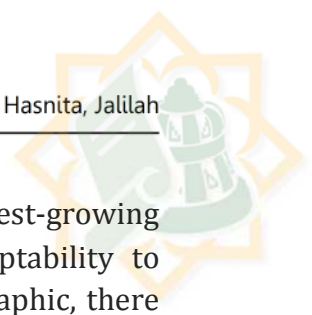 Hasnita, Jalilah
est-growing
ptability to
aphic, there